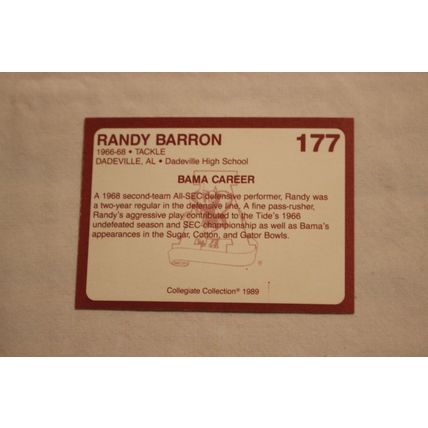 RANDY BARRON
177
1966-68 • TACKLE
DADEVILLE, AL • Dadeville High School
BAMA CAREER
A 1968 second-team All-SEC defensive performer, Randy was
a two-year regular in the defensive line. A fine pass-rusher,
Randy's aggressive play contributed to the Tide's 1966
undefeated season and SEC championship as well as Bama's
appearances in the Sugar, Cotton, and Gator Bowls.
Collegiate Collection® 1989